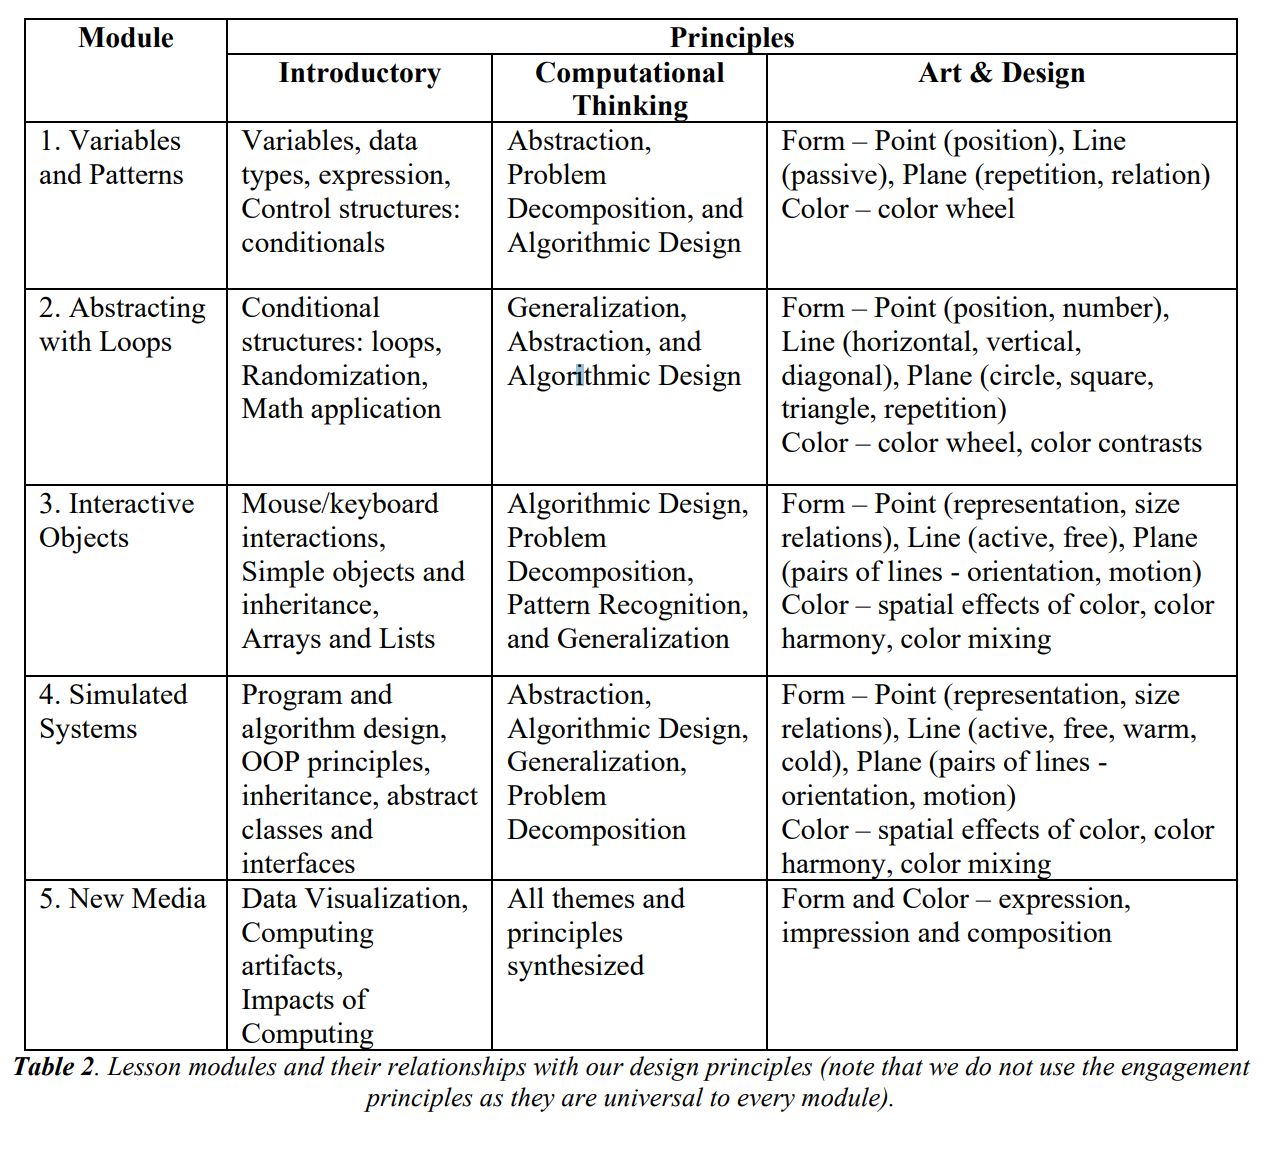 Module
Principles
Introductory
Computational
Thinking
Art & Design
1. Variables
and Patterns
Variables, data
types, expression,
Control structures:
conditionals
Abstraction,
Problem
Decomposition, and
Algorithmic Design
Form – Point (position), Line
(passive), Plane (repetition, relation)
Color – color wheel
2. Abstracting
with Loops
Conditional
structures: loops,
Randomization,
Math application
Generalization,
Abstraction, and
Algorithmic Design
Form – Point (position, number),
Line (horizontal, vertical,
diagonal), Plane (circle, square,
triangle, repetition)
Color – color wheel, color contrasts
3. Interactive
Objects
Mouse/keyboard
interactions,
Simple objects and
inheritance,
Arrays and Lists
Algorithmic Design,
Problem
Decomposition,
Pattern Recognition,
and Generalization
Form – Point (representation, size
relations), Line (active, free), Plane
(pairs of lines - orientation, motion)
Color – spatial effects of color, color
harmony, color mixing
4. Simulated
Systems
Program and
algorithm design,
OOP principles,
inheritance, abstract
classes and
interfaces
Abstraction,
Algorithmic Design,
Generalization,
Problem
Decomposition
Form – Point (representation, size
relations), Line (active, free, warm,
cold), Plane (pairs of lines -
orientation, motion)
Color – spatial effects of color, color
harmony, color mixing
5. New Media
Data Visualization,
Computing
artifacts,
Impacts of
Computing
All themes and
principles
synthesized
Form and Color – expression,
impression and composition
Table 2. Lesson modules and their relationships with our design principles (note that we do not use the engagement
principles as they are universal to every module).